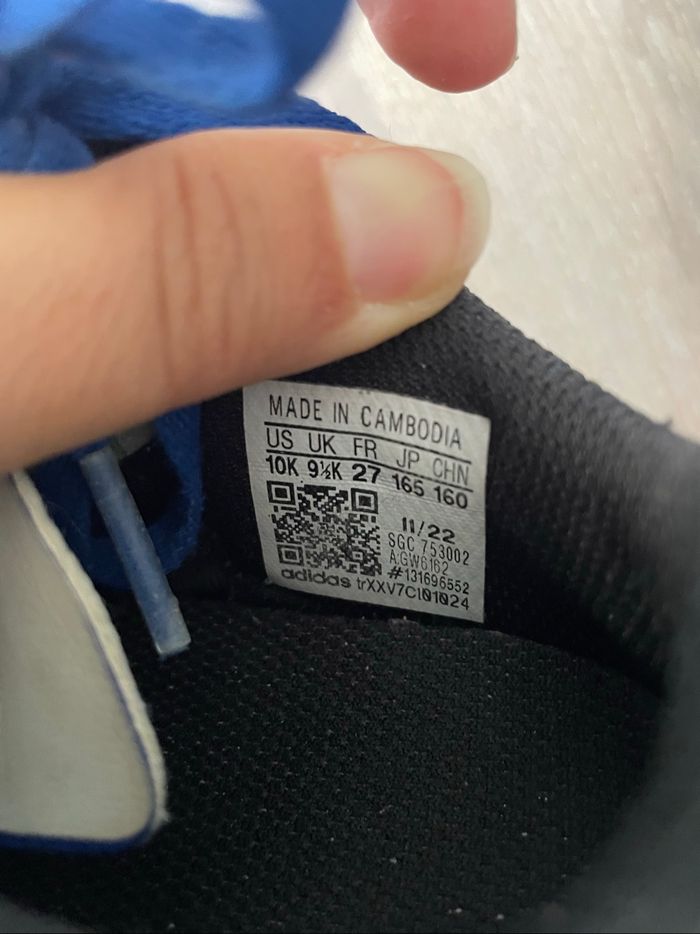 MADE IN CAMBODIA
US UK FR JP CHN
10K 9½K 27 165 160
11/22
SGC 753002
A:GW6162
#131696552
adidas trXXV7Cl01024